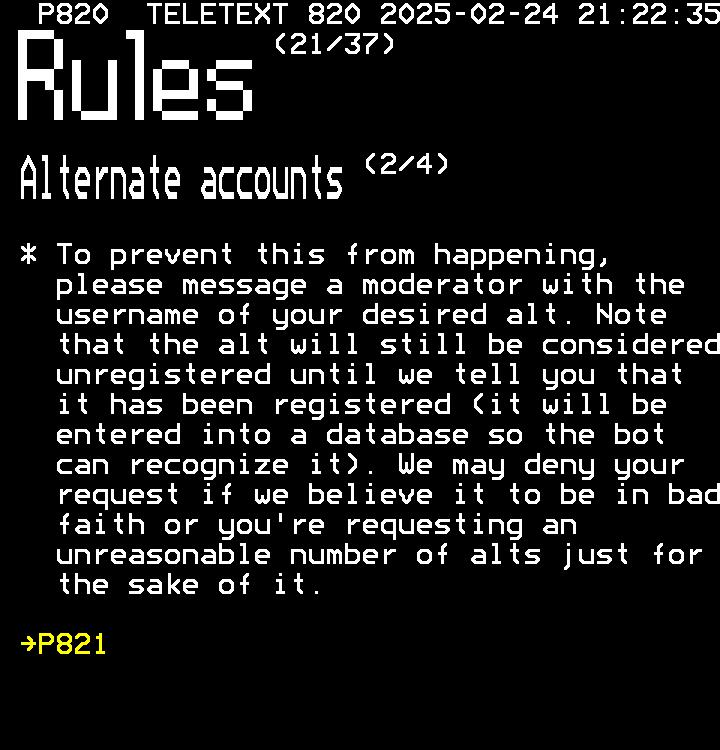 P820 TELETEXT 820 2025-02-24 21:22:35
(21/37)
Rules
Alternate accounts (2/4)
* To prevent this from happening,
please message a moderator with the
username of your desired alt. Note
that the alt will still be considered
unregistered until we tell you that
it has been registered (it will be
entered into a database so the bot
can recognize it). We may deny your
request if we believe it to be in bad
faith or you're requesting an
unreasonable number of alts just for
the sake of it.
→P821